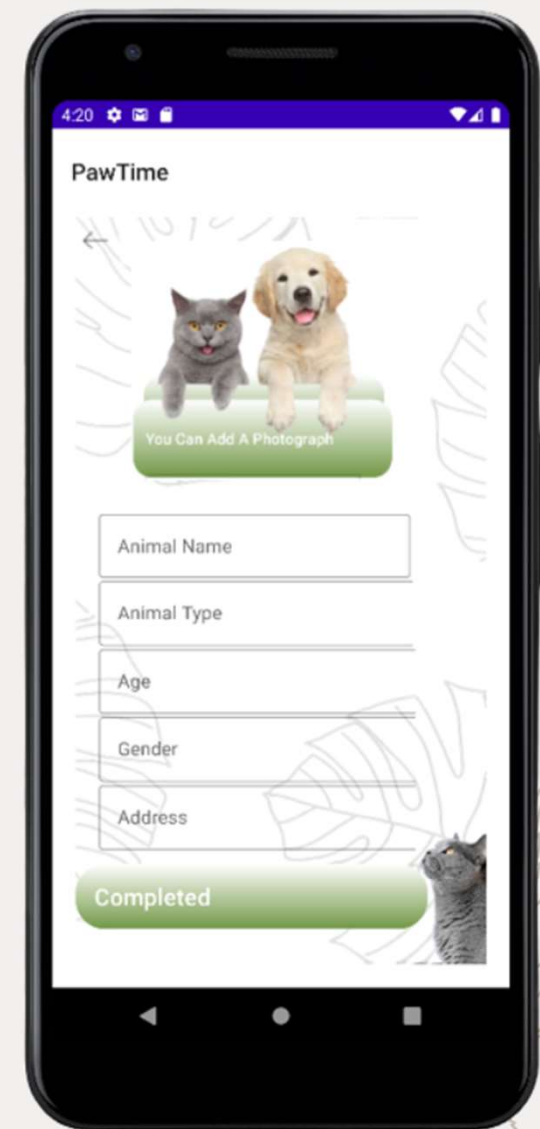 4:20
PawTime
You Can Add A Photograph
Animal Name
Animal Type
Age
Gender
Address
Completed